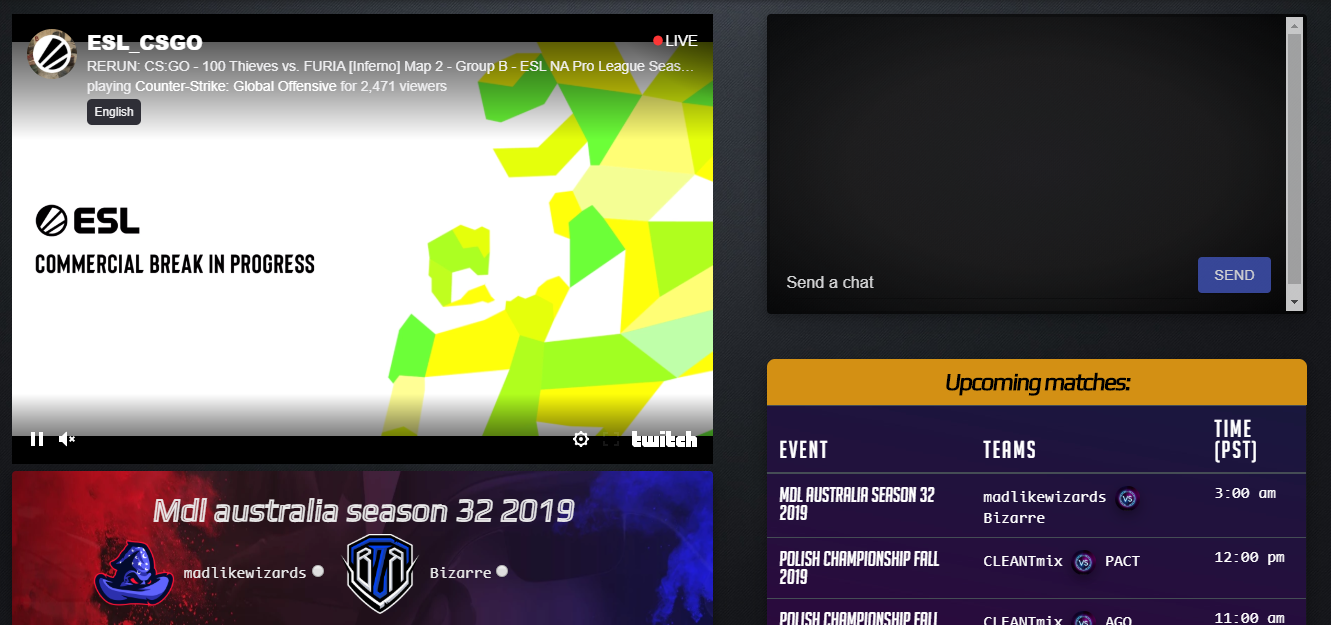 ESL_CSGO
LIVE
RERUN: CS:GO - 100 Thieves vs. FURIA [Inferno] Map 2 - Group B - ESL NA Pro League Seas...
playing Counter-Strike: Global Offensive for 2,471 viewers
English
ESL
COMMERCIAL BREAK IN PROGRESS
twitch
Mdl australia season 32 2019
madlikewizards
BZR
Bizarre
Send a chat
SEND
Upcoming matches:
EVENT TEAMS TIME
(PST)
MDL AUSTRALIA SEASON 32
2019
madlikewizards VS
Bizarre
3:00 am
POLISH CHAMPIONSHIP FALL
2019
CLEANTmix VS PACT
12:00 pm
POLISH CHAMPIONSHIP FALL
CLEANTmix VS AGO
11:00 am